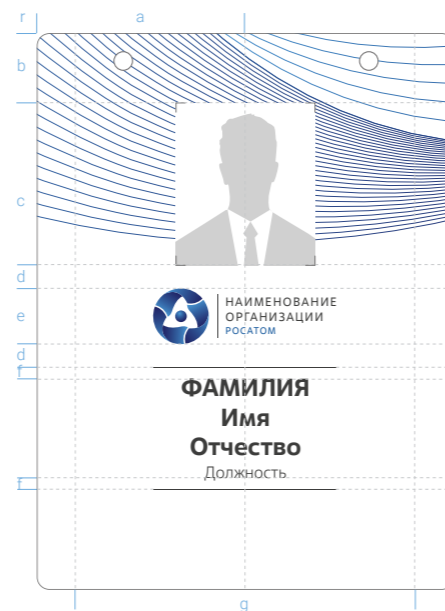 r
a
b
c
d
e
НАИМЕНОВАНИЕ
ОРГАНИЗАЦИИ
РОСАТОМ
d
f
ФАМИЛИЯ
Имя
Отчество
Должность
f
g